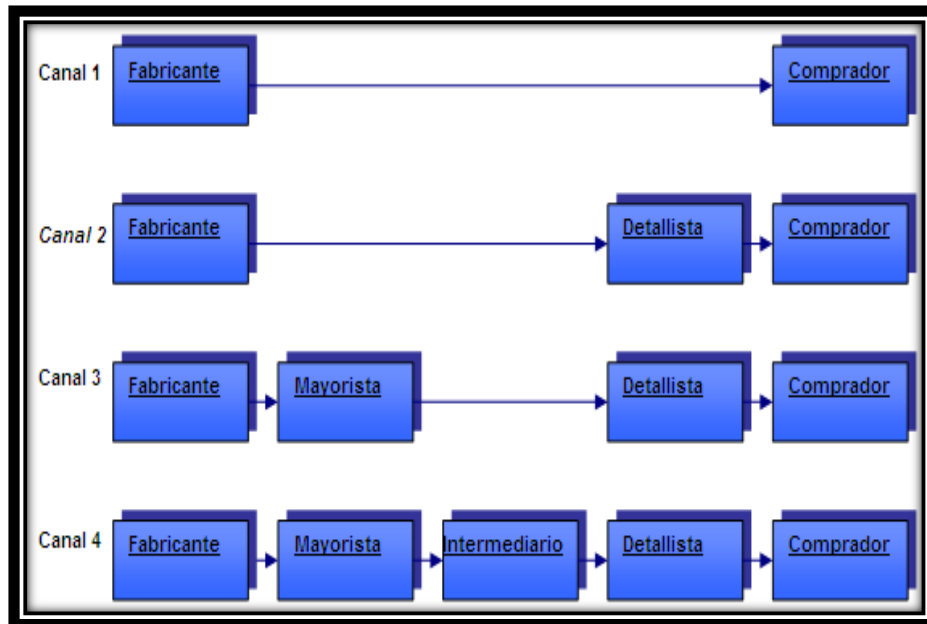 Canal 1 Fabricante Comprador
Canal 2 Fabricante Detallista Comprador
Canal 3 Fabricante Mayorista Detallista Comprador
Canal 4 Fabricante Mayorista Intermediario Detallista Comprador